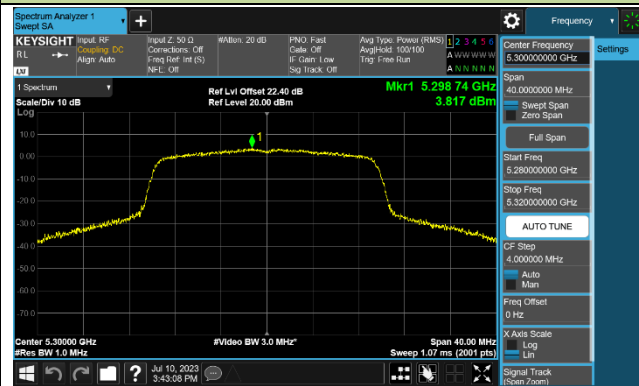 Spectrum Analyzer 1
Swept SA
Frequency
KEYSIGHT
RL
LXI
Input: RF
Coupling: DC
Align: Auto
Input Z: 50 Ω
Corrections: Off
Freq Ref: Int (S)
NFE: Off
#Atten: 20 dB
PNO: Fast
Gate: Off
IF Gain: Low
Sig Track: Off
Avg Type: Power (RMS)
Avg|Hold: 100/100
Trig: Free Run
1 2 3 4 5 6
A W W W W W
A N N N N N
1 Spectrum
Scale/Div 10 dB
Log
Ref Lvl Offset 22.40 dB
Ref Level 20.00 dBm
Mkr1 5.298 74 GHz
3.817 dBm
1
10.0
0.00
-10.0
-20.0
-30.0
-40.0
-50.0
-60.0
-70.0
Center 5.30000 GHz
#Res BW 1.0 MHz
#Video BW 3.0 MHz*
Span 40.00 MHz
Sweep 1.07 ms (2001 pts)
Center Frequency
5.300000000 GHz
Settings
Span
40.0000000 MHz
Swept Span
Zero Span
Full Span
Start Freq
5.280000000 GHz
Stop Freq
5.320000000 GHz
AUTO TUNE
CF Step
4.000000 MHz
Auto
Man
Freq Offset
0 Hz
X Axis Scale
Log
Lin
Signal Track
(Span Zoom)
?
Jul 10, 2023
3:43:08 PM